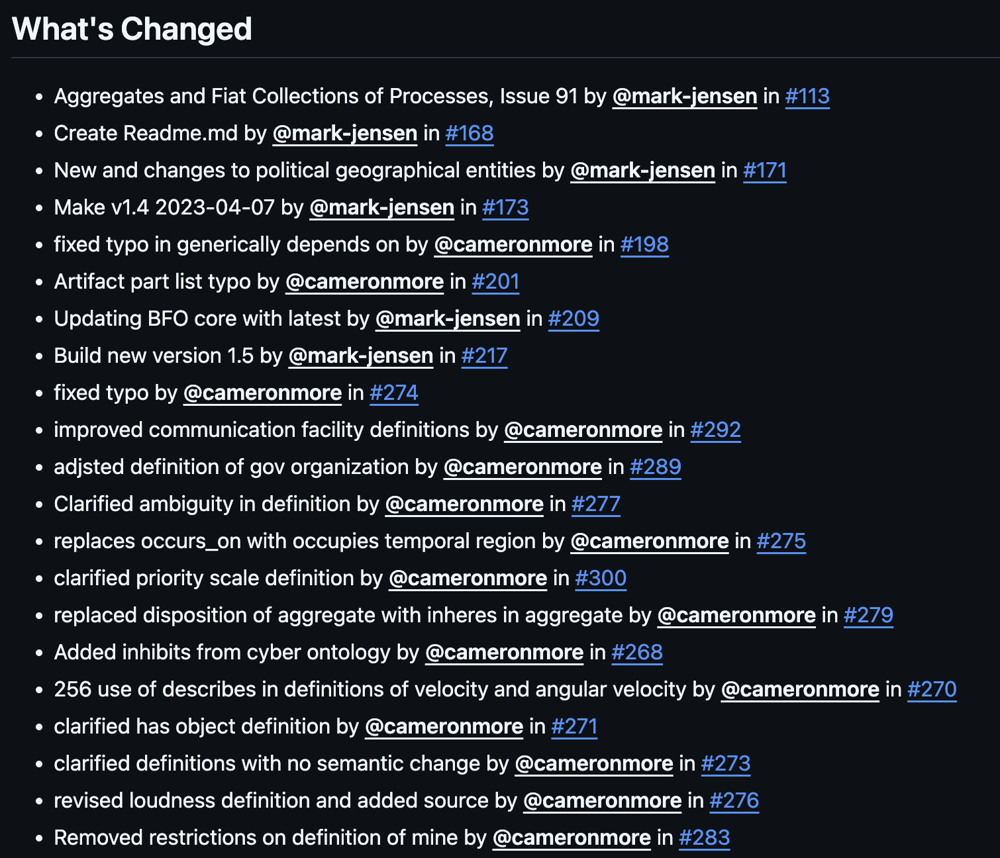 What's Changed
• Aggregates and Fiat Collections of Processes, Issue 91 by @mark-jensen in #113
• Create Readme.md by @mark-jensen in #168
• New and changes to political geographical entities by @mark-jensen in #171
• Make v1.4 2023-04-07 by @mark-jensen in #173
• fixed typo in generically depends on by @cameronmore in #198
• Artifact part list typo by @cameronmore in #201
• Updating BFO core with latest by @mark-jensen in #209
• Build new version 1.5 by @mark-jensen in #217
• fixed typo by @cameronmore in #274
• improved communication facility definitions by @cameronmore in #292
• adjsted definition of gov organization by @cameronmore in #289
• Clarified ambiguity in definition by @cameronmore in #277
• replaces occurs_on with occupies temporal region by @cameronmore in #275
• clarified priority scale definition by @cameronmore in #300
• replaced disposition of aggregate with inheres in aggregate by @cameronmore in #279
• Added inhibits from cyber ontology by @cameronmore in #268
• 256 use of describes in definitions of velocity and angular velocity by @cameronmore in #270
• clarified has object definition by @cameronmore in #271
• clarified definitions with no semantic change by @cameronmore in #273
• revised loudness definition and added source by @cameronmore in #276
• Removed restrictions on definition of mine by @cameronmore in #283